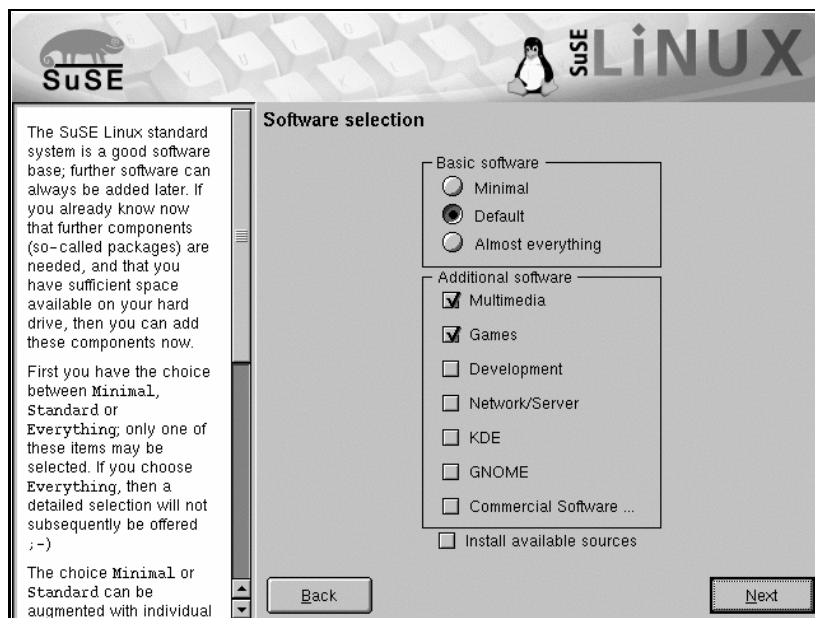 SuSE
SuSE LiNUX
The SuSE Linux standard
system is a good software
base; further software can
always be added later. If
you already know now
that further components
(so-called packages) are
needed, and that you
have sufficient space
available on your hard
drive, then you can add
these components now.
First you have the choice
between Minimal,
Standard or
Everything; only one of
these items may be
selected. If you choose
Everything, then a
detailed selection will not
subsequently be offered
;-)
The choice Minimal or
Standard can be
augmented with individual
Software selection
Basic software
Minimal
Default
Almost everything
Additional software
Multimedia
Games
Development
Network/Server
KDE
GNOME
Commercial Software ...
Install available sources
Back
Next